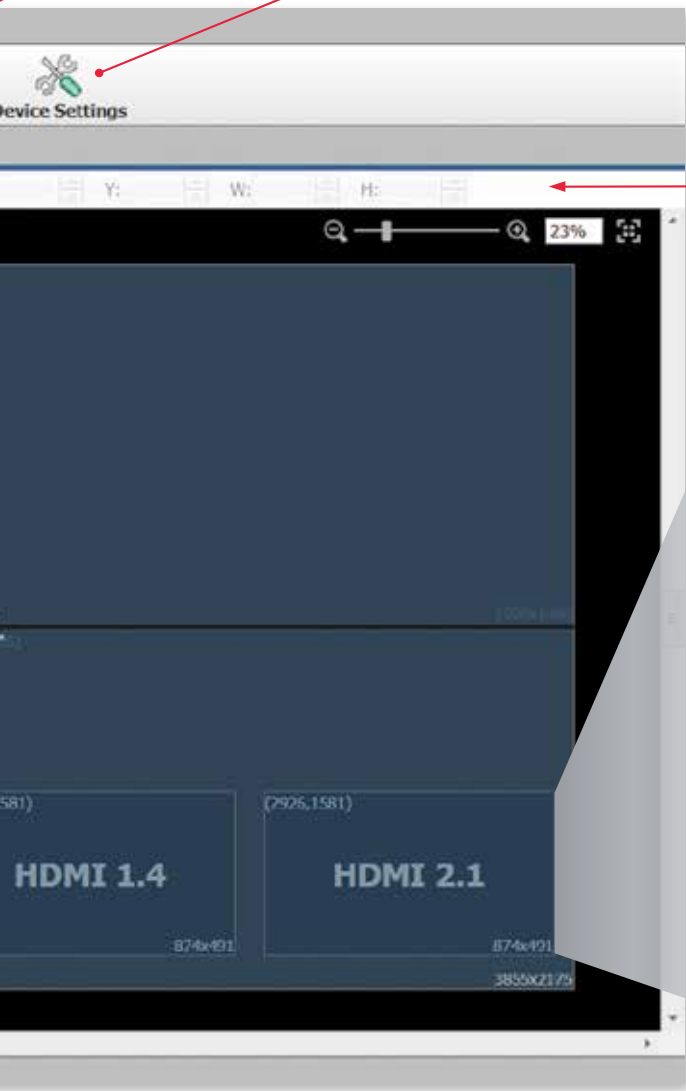 Device Settings
Y: W: H:
23%
581) (2926,1581)
HDMI 1.4 HDMI 2.1
874x491 874x491
3855x2175